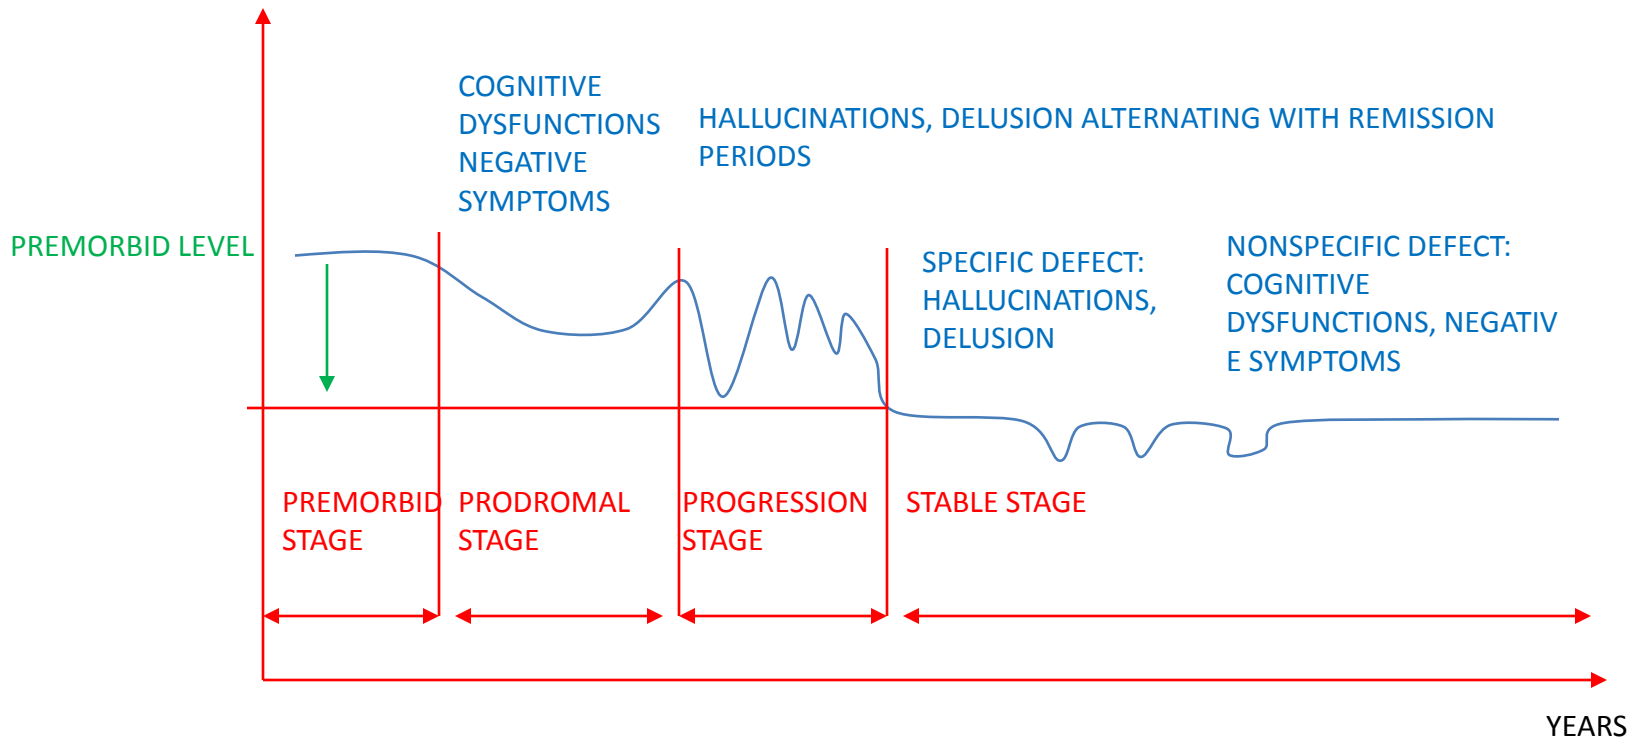 COGNITIVE
DYSFUNCTIONS
NEGATIVE
SYMPTOMS
HALLUCINATIONS, DELUSION ALTERNATING WITH REMISSION
PERIODS
PREMORBID LEVEL
SPECIFIC DEFECT:
HALLUCINATIONS,
DELUSION
NONSPECIFIC DEFECT:
COGNITIVE
DYSFUNCTIONS, NEGATIV
E SYMPTOMS
PREMORBID
STAGE
PRODROMAL
STAGE
PROGRESSION
STAGE
STABLE STAGE
YEARS